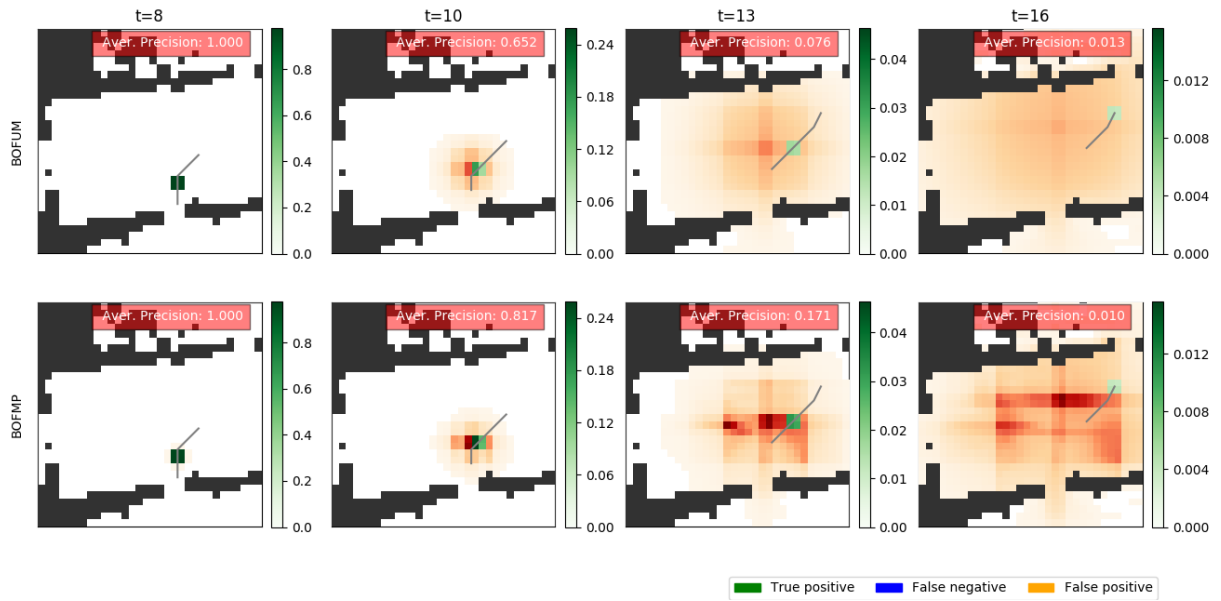 t=8
t=10
t=13
t=16
BOFUM
Aver. Precision: 1.000
0.8
0.6
0.4
0.2
0.0
Aver. Precision: 0.652
0.24
0.18
0.12
0.06
0.00
Aver. Precision: 0.076
0.04
0.03
0.02
0.01
0.00
Aver. Precision: 0.013
0.012
0.008
0.004
0.000
BOFMP
Aver. Precision: 1.000
0.8
0.6
0.4
0.2
0.0
Aver. Precision: 0.817
0.24
0.18
0.12
0.06
0.00
Aver. Precision: 0.171
0.04
0.03
0.02
0.01
0.00
Aver. Precision: 0.010
0.012
0.008
0.004
0.000
True positive
False negative
False positive